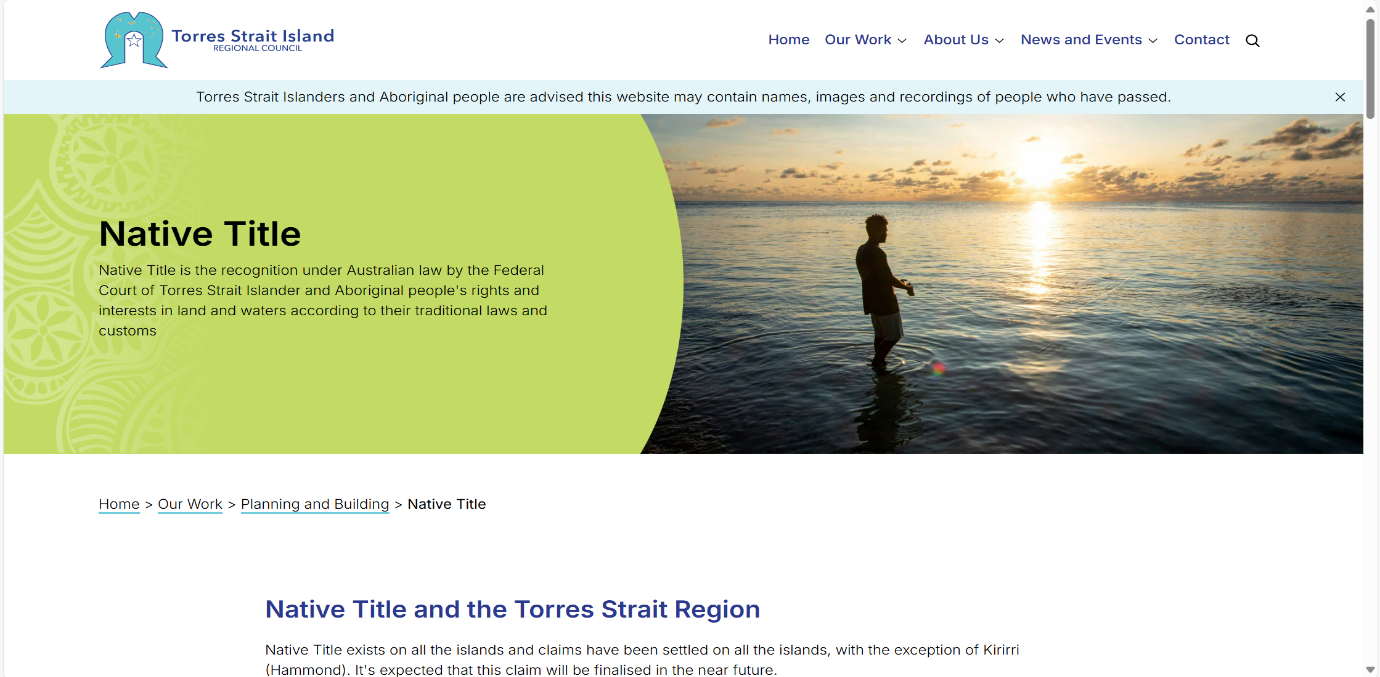 Torres Strait Island
REGIONAL COUNCIL
Home Our Work About Us News and Events Contact
Torres Strait Islanders and Aboriginal people are advised this website may contain names, images and recordings of people who have passed.
Native Title
Native Title is the recognition under Australian law by the Federal
Court of Torres Strait Islander and Aboriginal people's rights and
interests in land and waters according to their traditional laws and
customs
Home > Our Work > Planning and Building > Native Title
Native Title and the Torres Strait Region
Native Title exists on all the islands and claims have been settled on all the islands, with the exception of Kirirri
(Hammond). It's expected that this claim will be finalised in the near future.